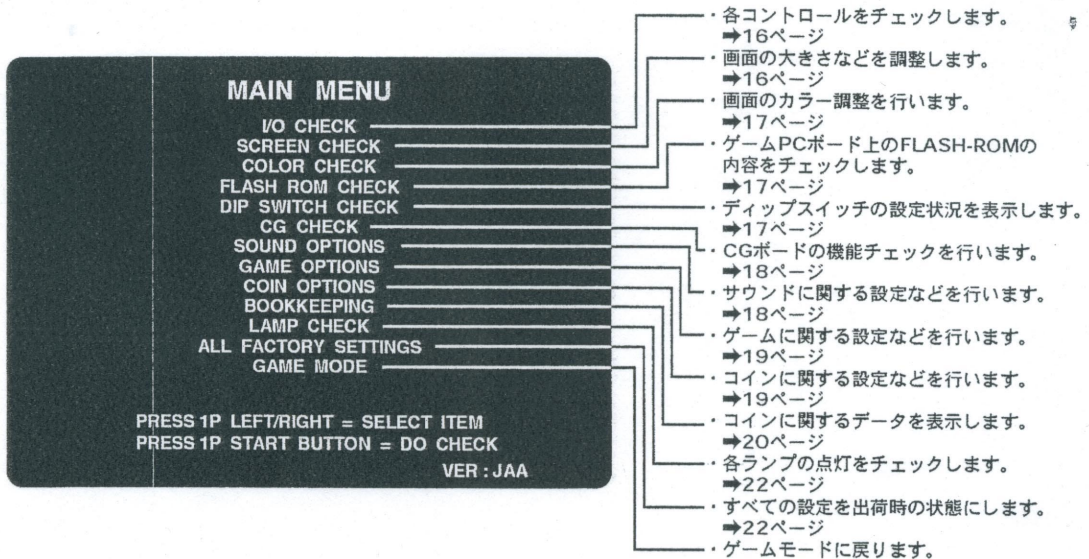 MAIN MENU
I/O CHECK
SCREEN CHECK
COLOR CHECK
FLASH ROM CHECK
DIP SWITCH CHECK
CG CHECK
SOUND OPTIONS
GAME OPTIONS
COIN OPTIONS
BOOKKEEPING
LAMP CHECK
ALL FACTORY SETTINGS
GAME MODE
PRESS 1P LEFT/RIGHT = SELECT ITEM
PRESS 1P START BUTTON = DO CHECK
VER : JAA
・各コントロールをチェックします。
➡16ページ
・画面の大きさなどを調整します。
➡16ページ
・画面のカラー調整を行います。
➡17ページ
・ゲームPCボード上のFLASH-ROMの
内容をチェックします。
➡17ページ
・ディップスイッチの設定状況を表示します。
➡17ページ
・CGボードの機能チェックを行います。
➡18ページ
・サウンドに関する設定などを行います。
➡18ページ
・ゲームに関する設定などを行います。
➡19ページ
・コインに関する設定などを行います。
➡19ページ
・コインに関するデータを表示します。
➡20ページ
・各ランプの点灯をチェックします。
➡22ページ
・すべての設定を出荷時の状態にします。
➡22ページ
・ゲームモードに戻ります。